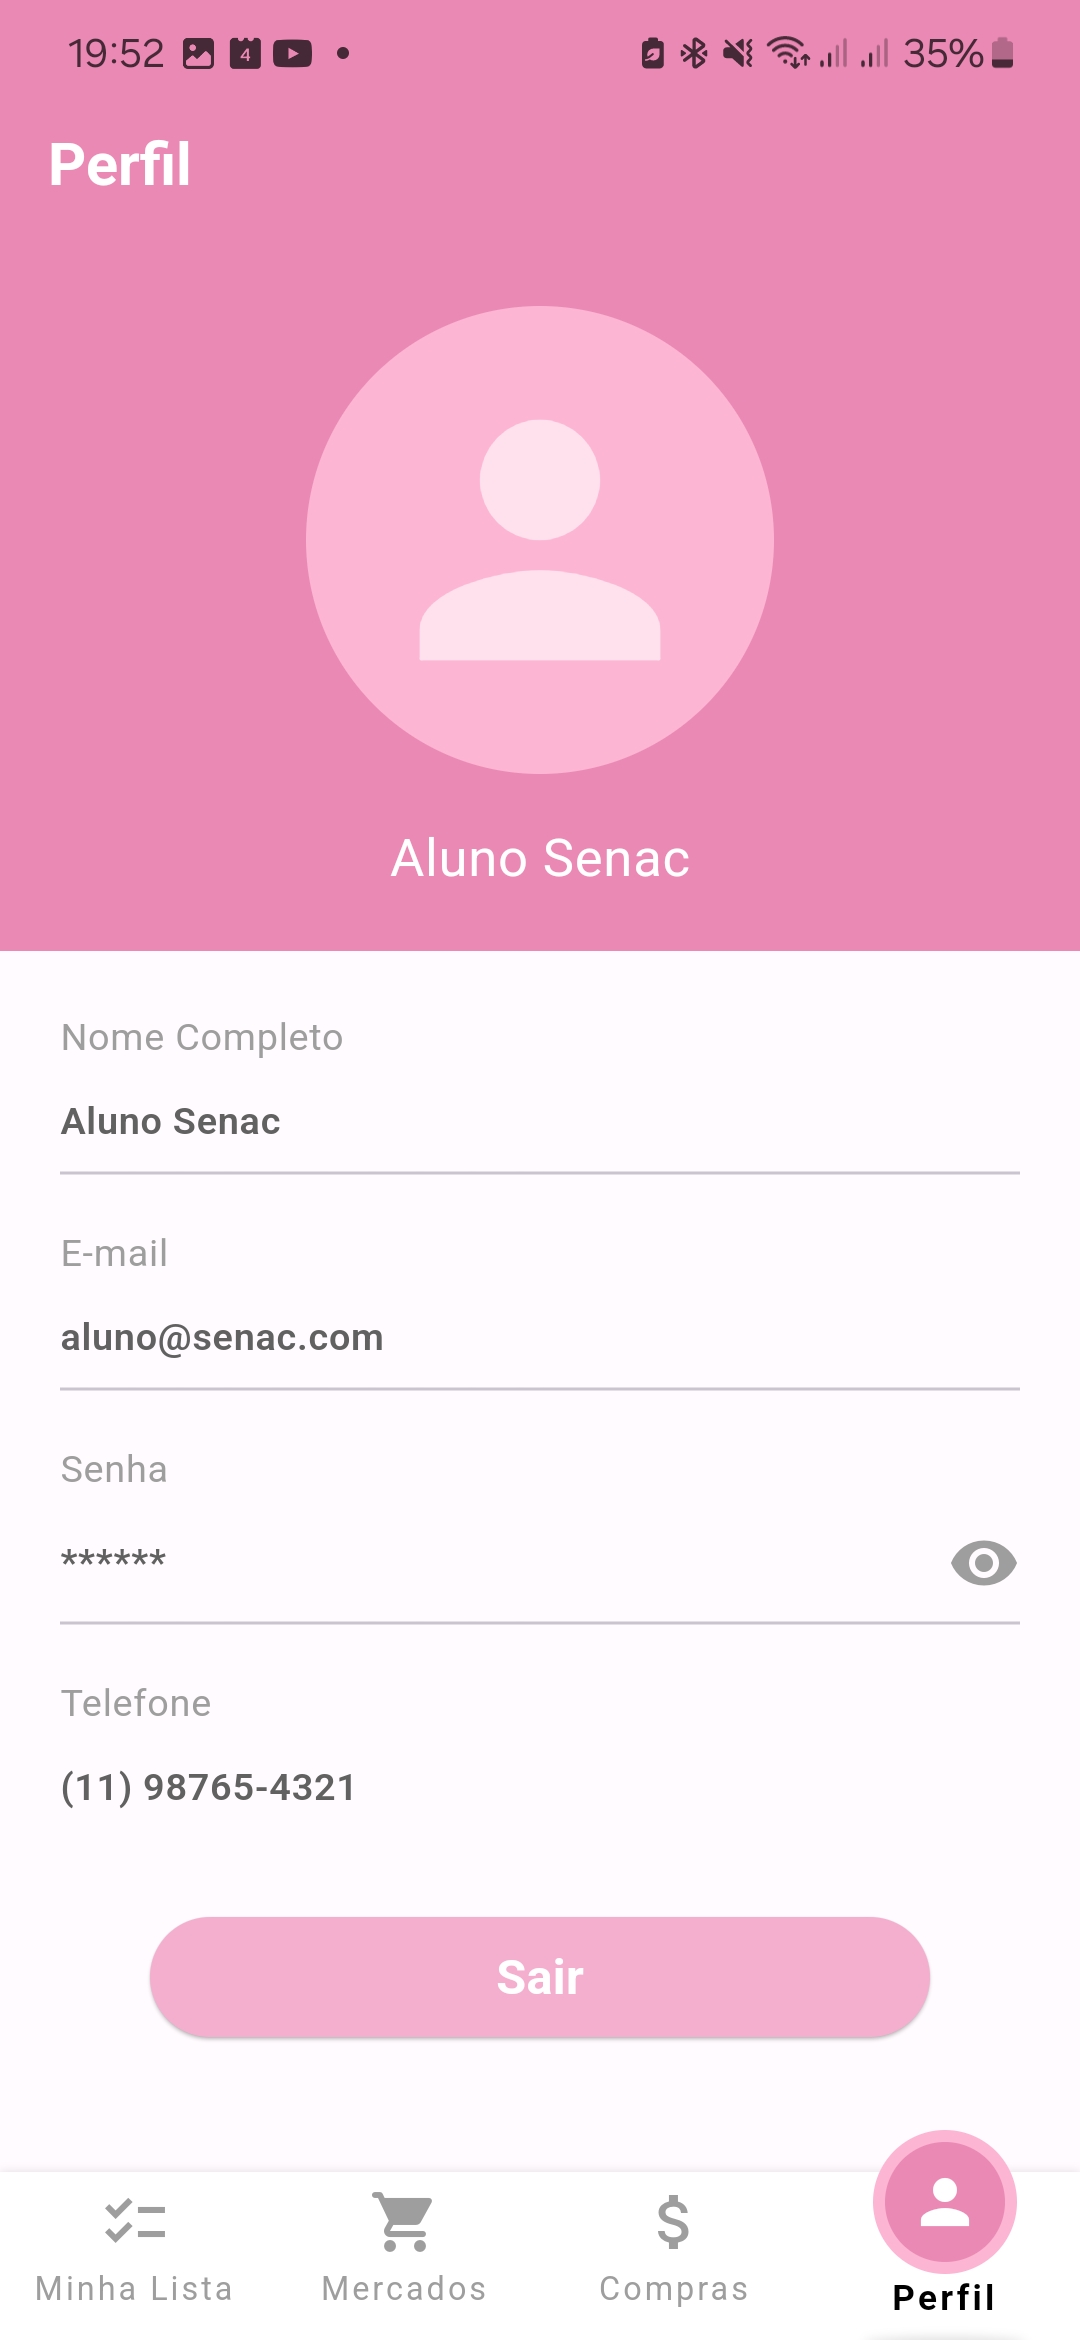 19:52 4 35%
Perfil
Aluno Senac
Nome Completo
Aluno Senac
E-mail
aluno@senac.com
Senha
******
Telefone
(11) 98765-4321
Sair
Minha Lista Mercados Compras Perfil